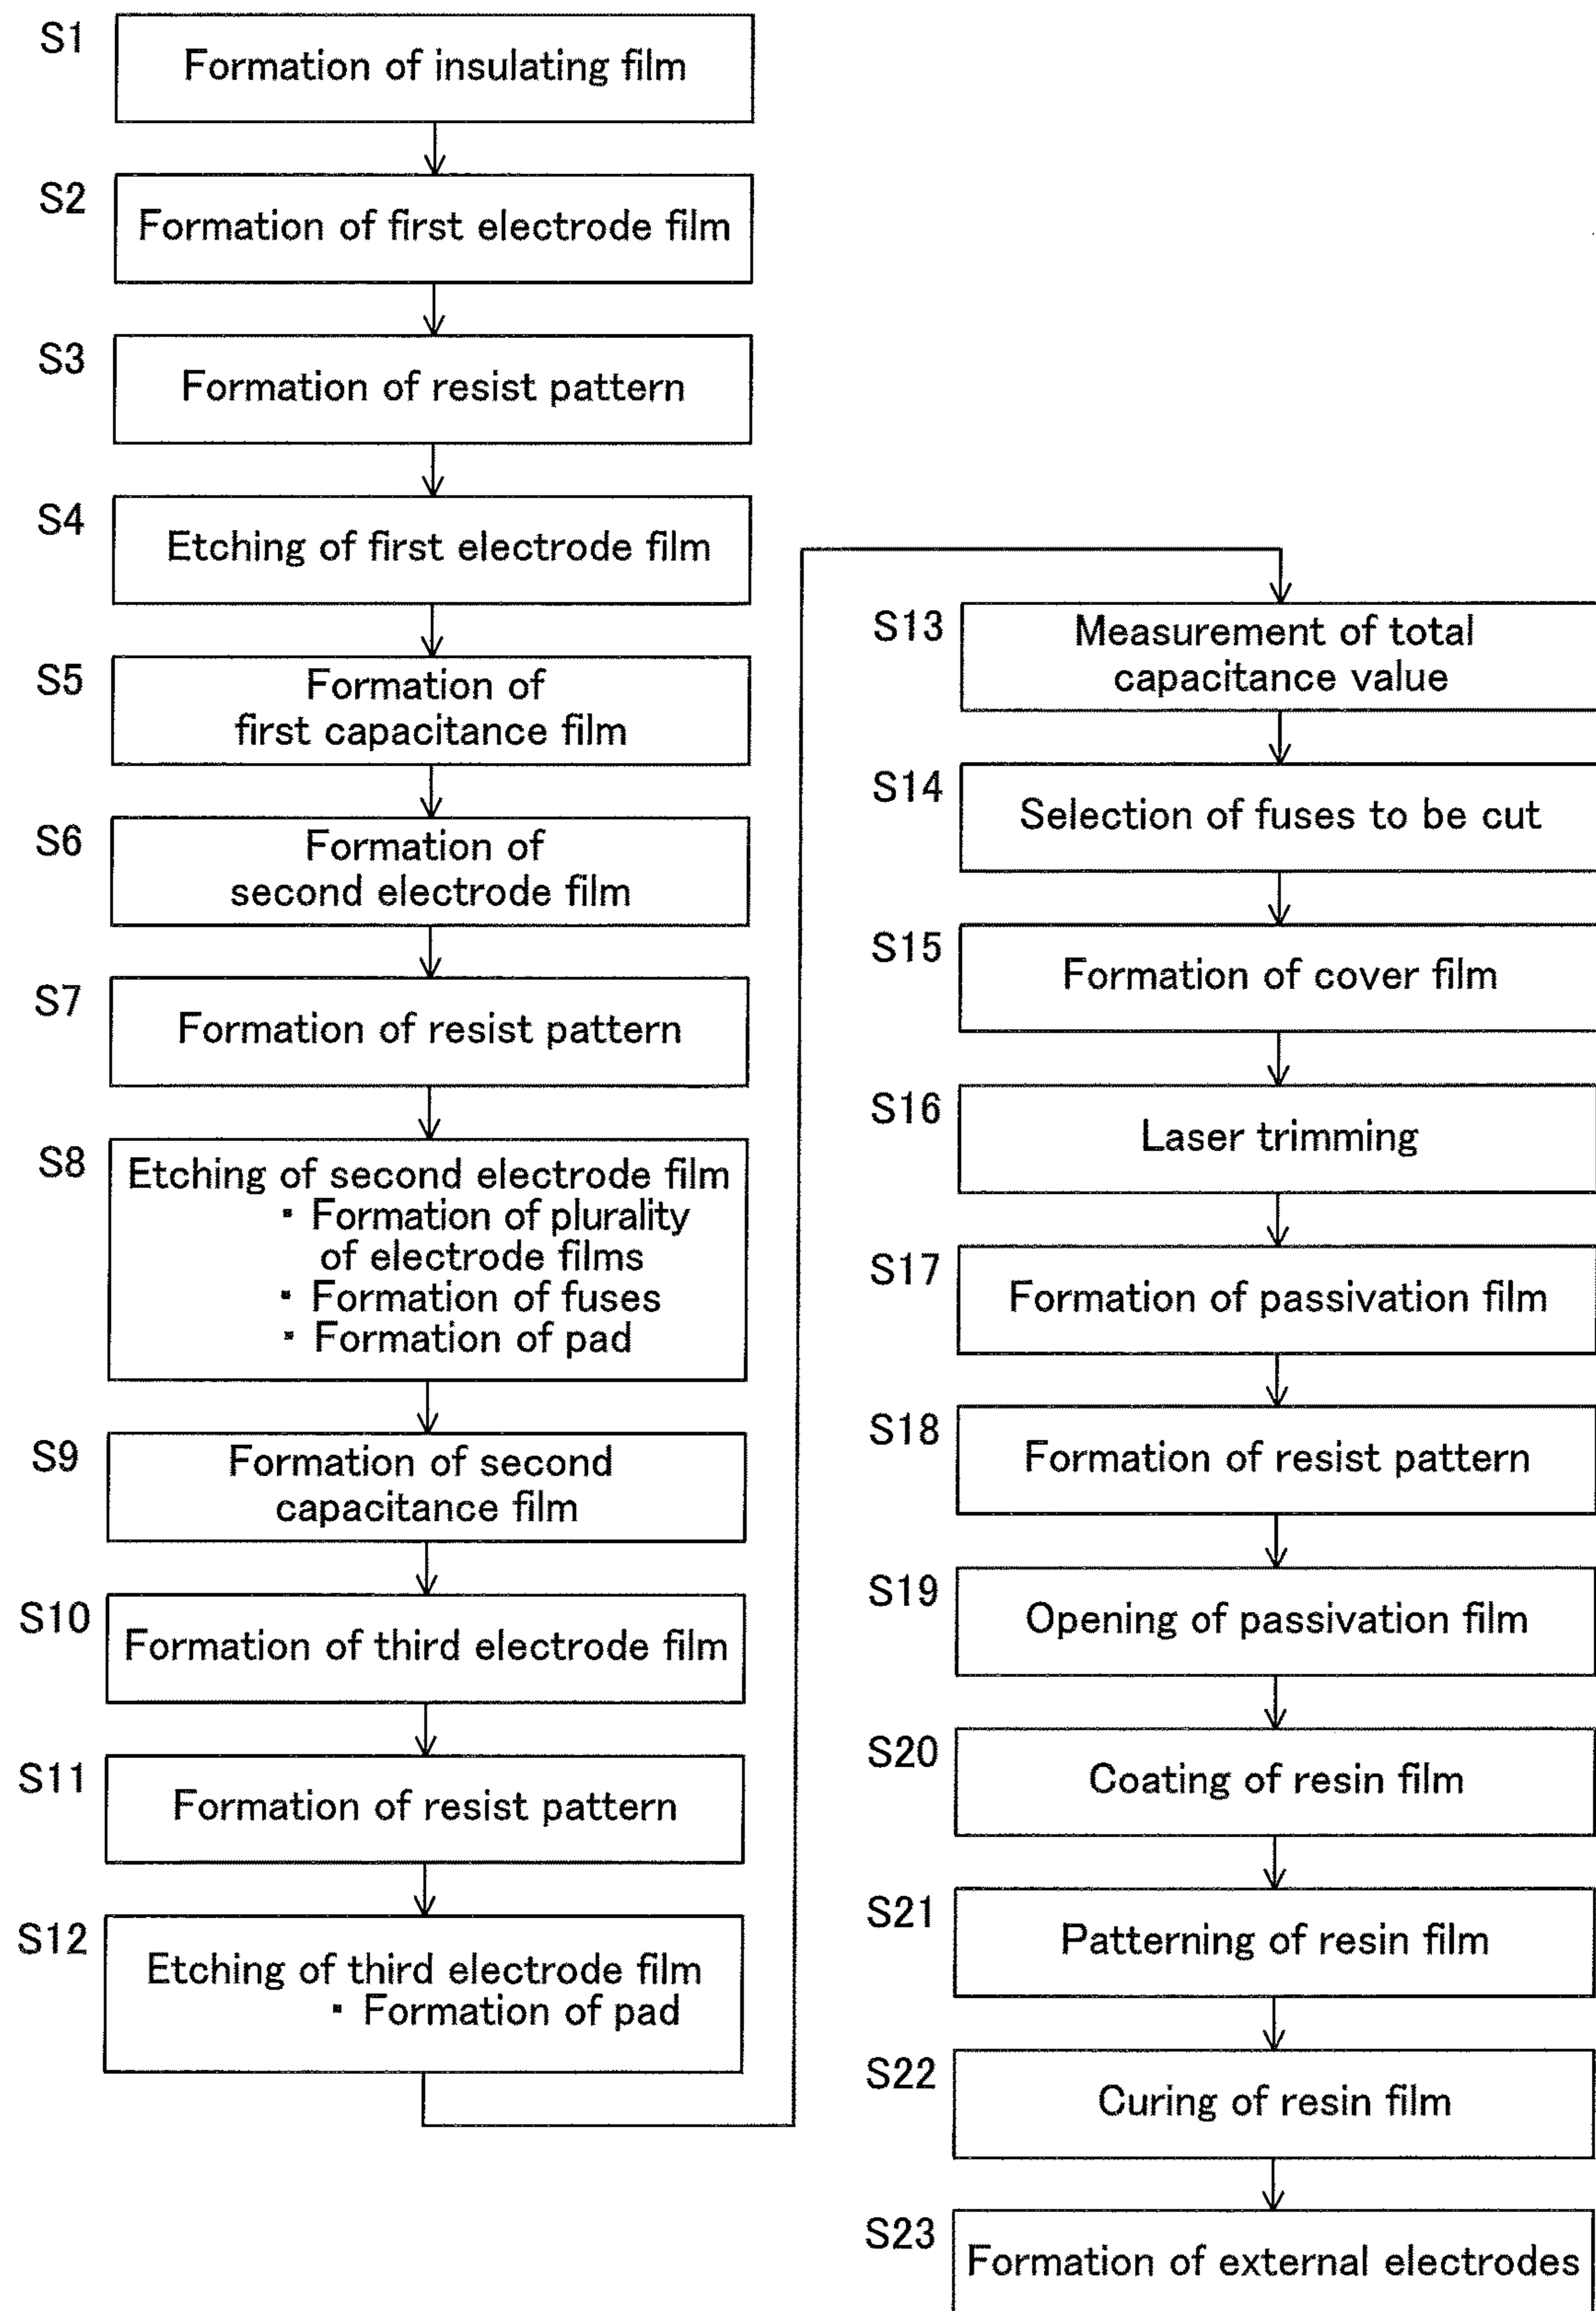 S1
Formation of insulating film
S2
Formation of first electrode film
S3
Formation of resist pattern
S4
Etching of first electrode film
S5
Formation of
first capacitance film
S6
Formation of
second electrode film
S7
Formation of resist pattern
S8
Etching of second electrode film
▪ Formation of plurality
of electrode films
▪ Formation of fuses
▪ Formation of pad
S9
Formation of second
capacitance film
S10
Formation of third electrode film
S11
Formation of resist pattern
S12
Etching of third electrode film
▪ Formation of pad
S13
Measurement of total
capacitance value
S14
Selection of fuses to be cut
S15
Formation of cover film
S16
Laser trimming
S17
Formation of passivation film
S18
Formation of resist pattern
S19
Opening of passivation film
S20
Coating of resin film
S21
Patterning of resin film
S22
Curing of resin film
S23
Formation of external electrodes